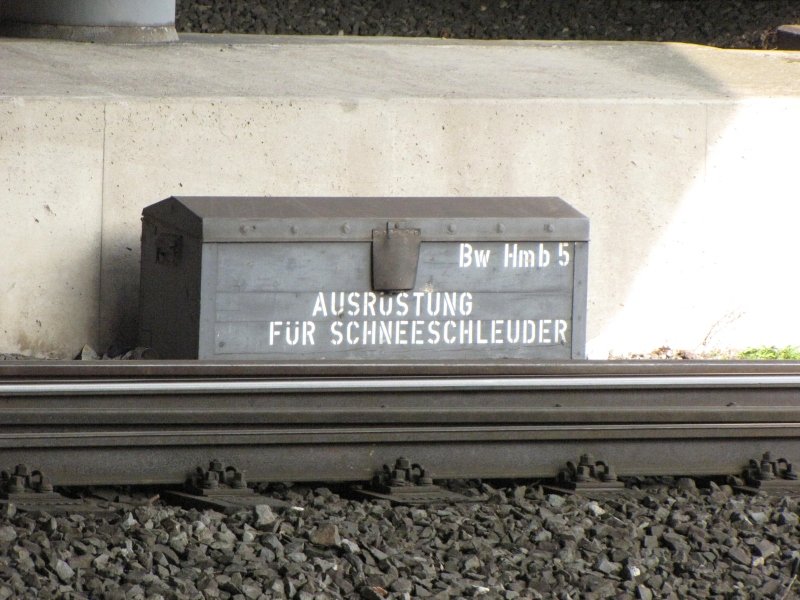 Bw Hmb 5
AUSRÜSTUNG
FÜR SCHNEESCHLEUDER